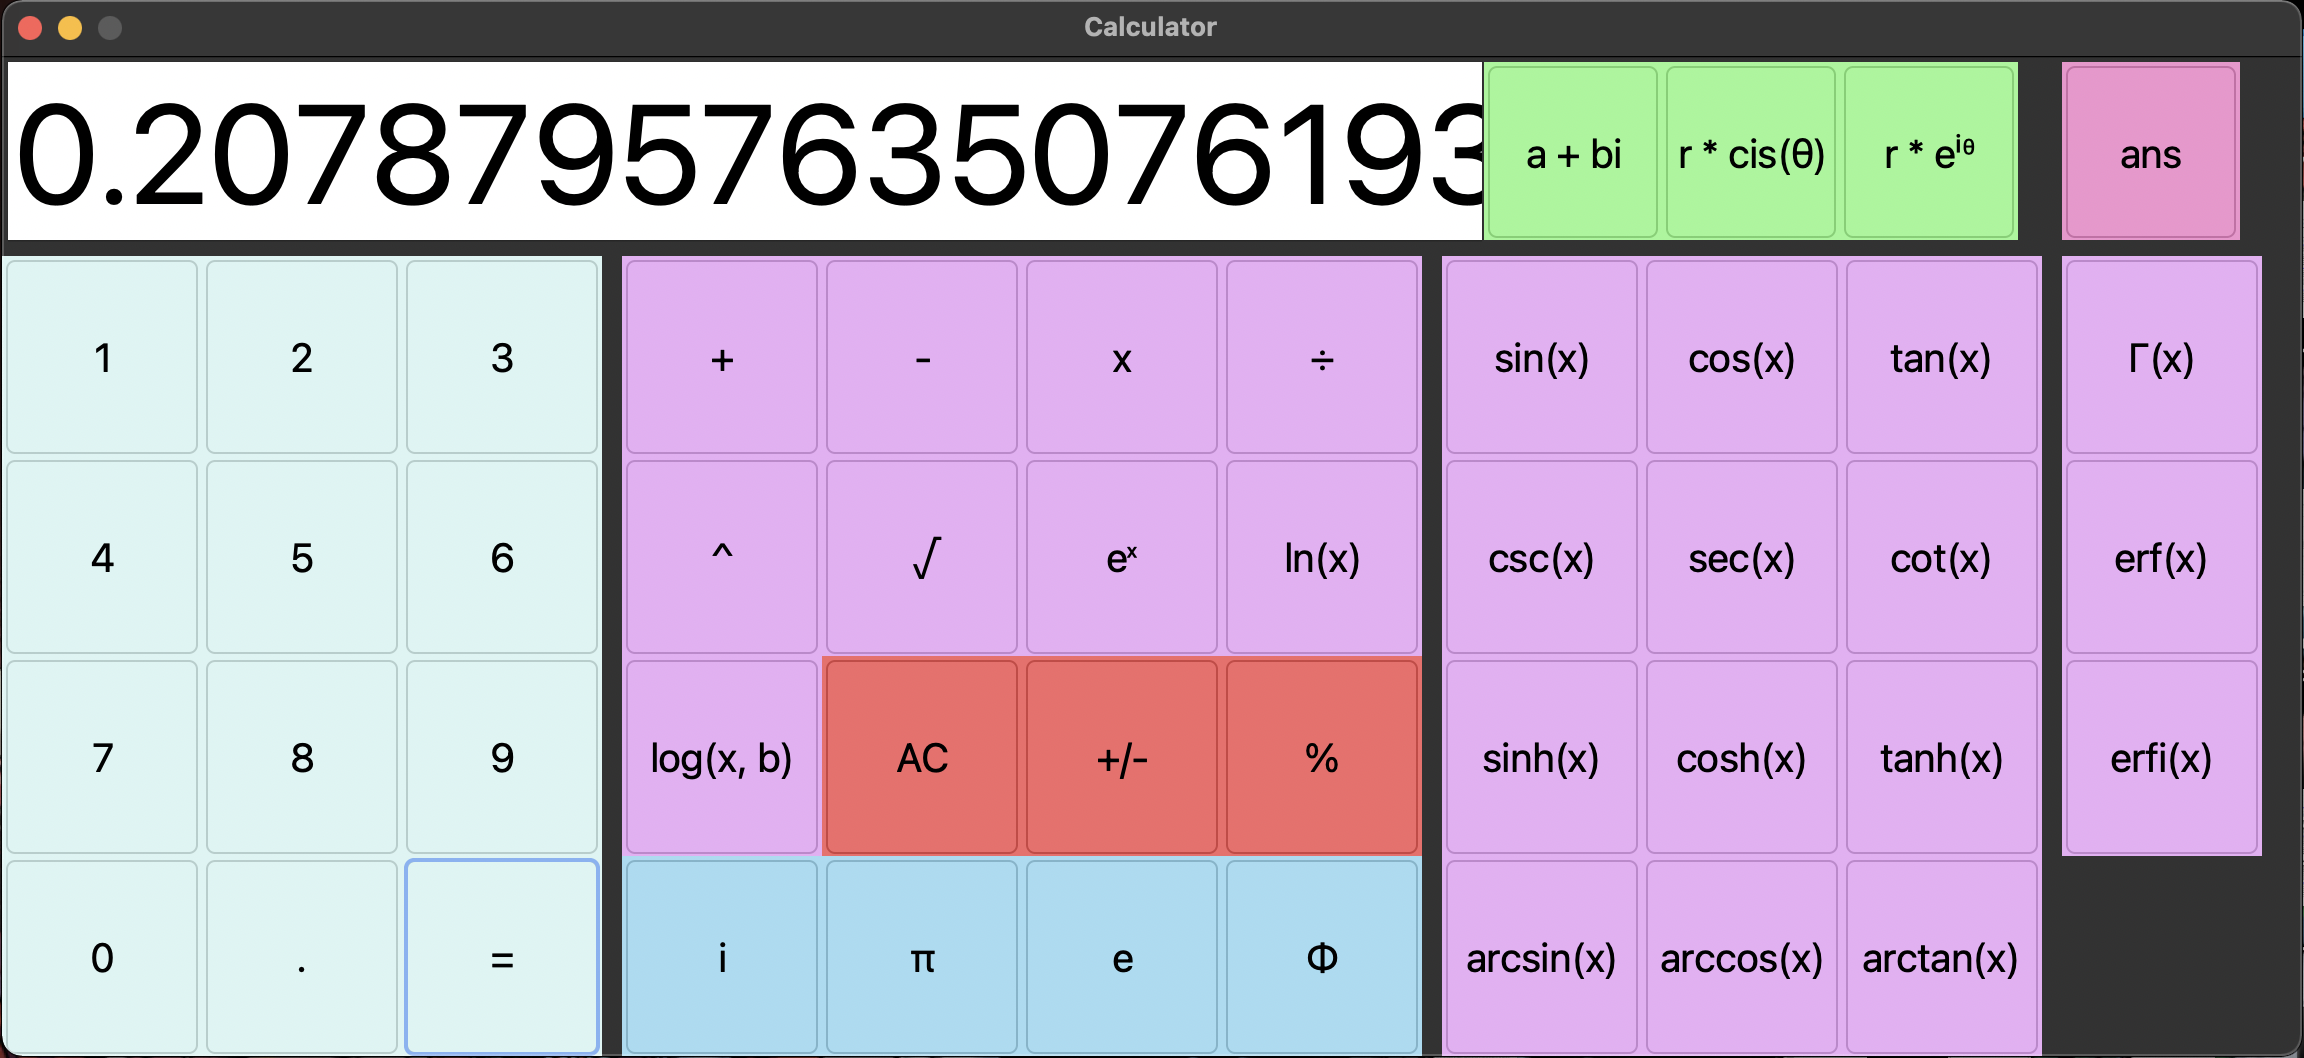 Calculator
0.20787957635076193 a + bi r * cis(θ) r * e^iθ ans
1 2 3 + - x ÷ sin(x) cos(x) tan(x) Γ(x)
4 5 6 ^ √ e^x ln(x) csc(x) sec(x) cot(x) erf(x)
7 8 9 log(x, b) AC +/- % sinh(x) cosh(x) tanh(x) erfi(x)
0 . = i π e Φ arcsin(x) arccos(x) arctan(x)